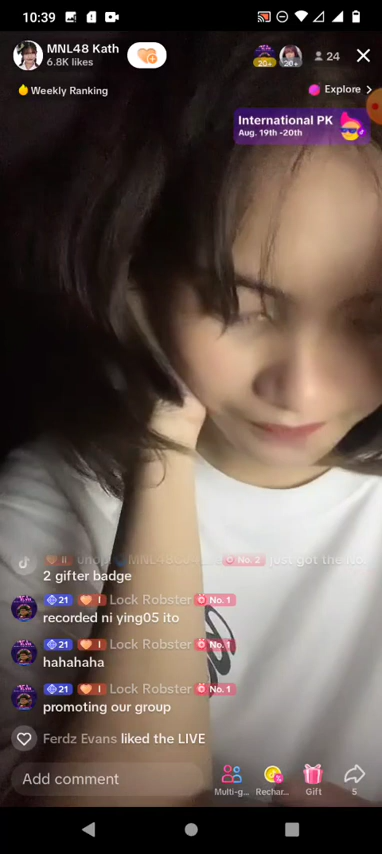 10:39
MNL48 Kath
6.8K likes
20+
20+
24
Weekly Ranking
Explore
International PK
Aug. 19th -20th
II
No. 2 just got the No.
2 gifter badge
21 I Lock Robster No. 1
recorded ni ying05 ito
21 I Lock Robster No. 1
hahahaha
21 I Lock Robster No. 1
promoting our group
Ferdz Evans liked the LIVE
Add comment
Multi-g...
Rechar...
Gift
5